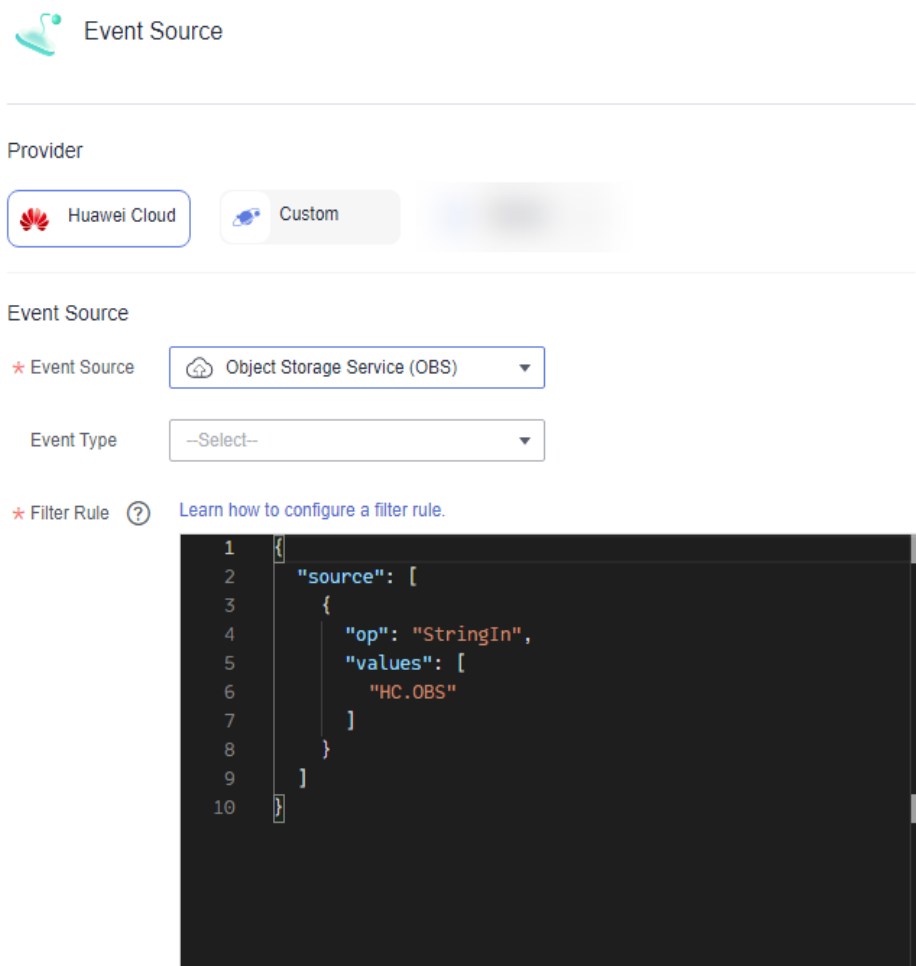 Event Source
Provider
Huawei Cloud
Custom
Event Source
* Event Source
Object Storage Service (OBS)
Event Type
--Select--
* Filter Rule ?
Learn how to configure a filter rule.
1 {
2 "source": [
3 {
4 "op": "StringIn",
5 "values": [
6 "HC.OBS"
7 ]
8 }
9 ]
10 }